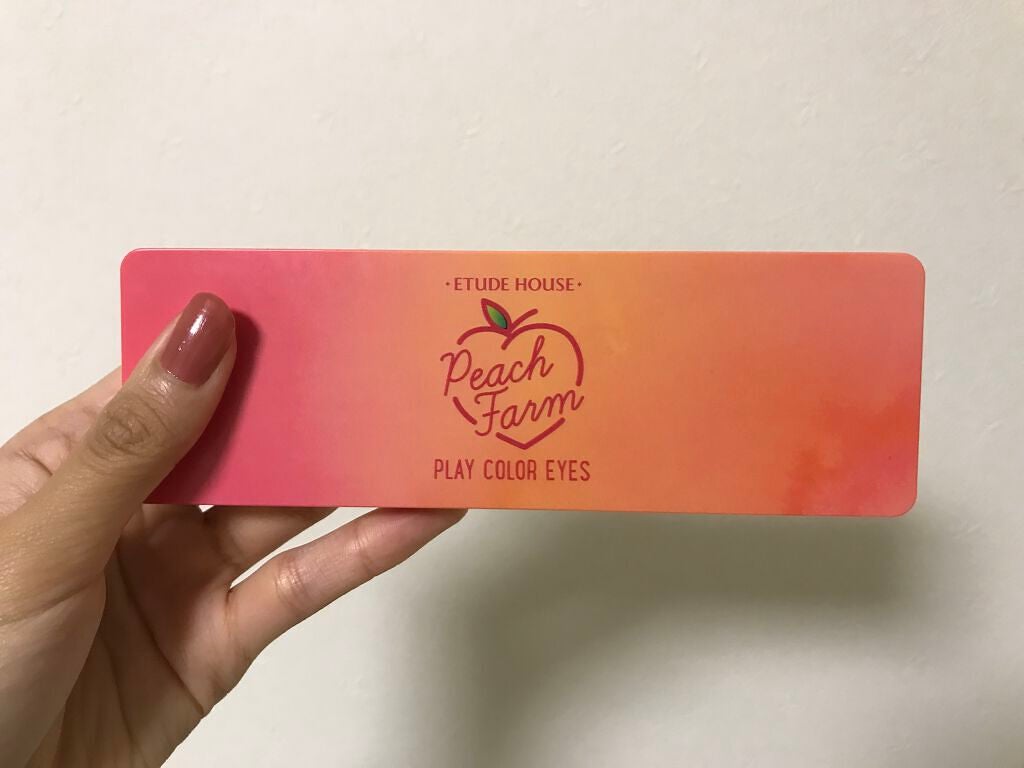 ·ETUDE HOUSE·
Peach
Farm
PLAY COLOR EYES